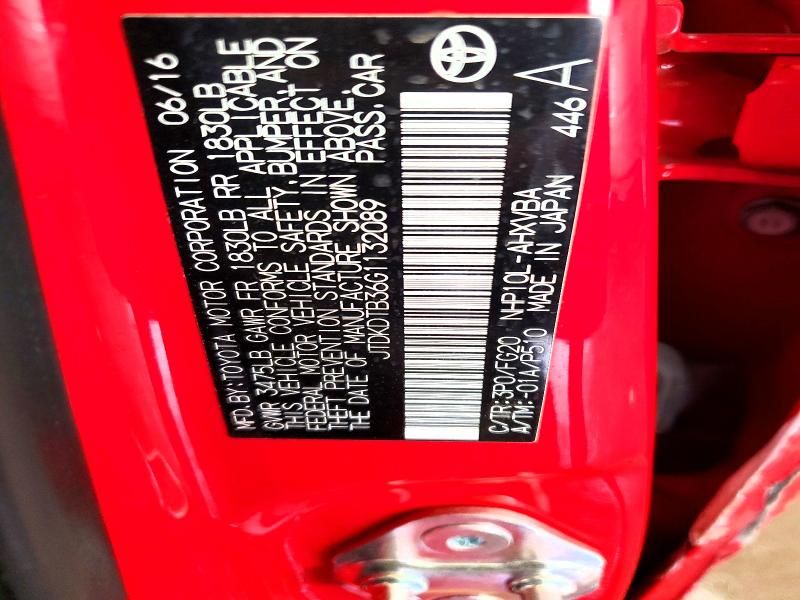 MFD. BY: TOYOTA MOTOR CORPORATION 06/16
GVWR 3475LB GAWR FR 1830LB RR 1830LB
THIS VEHICLE CONFORMS TO ALL APPLICABLE
FEDERAL MOTOR VEHICLE SAFETY, BUMPER, AND
THEFT PREVENTION STANDARDS IN EFFECT ON
THE DATE OF MANUFACTURE SHOWN ABOVE.
JTDKDTB36G1132089 PASS. CAR
C/TR:3P0/FG20 NHP10L-AHXVBA
A/TM:-01A/P510 MADE IN JAPAN 446 A